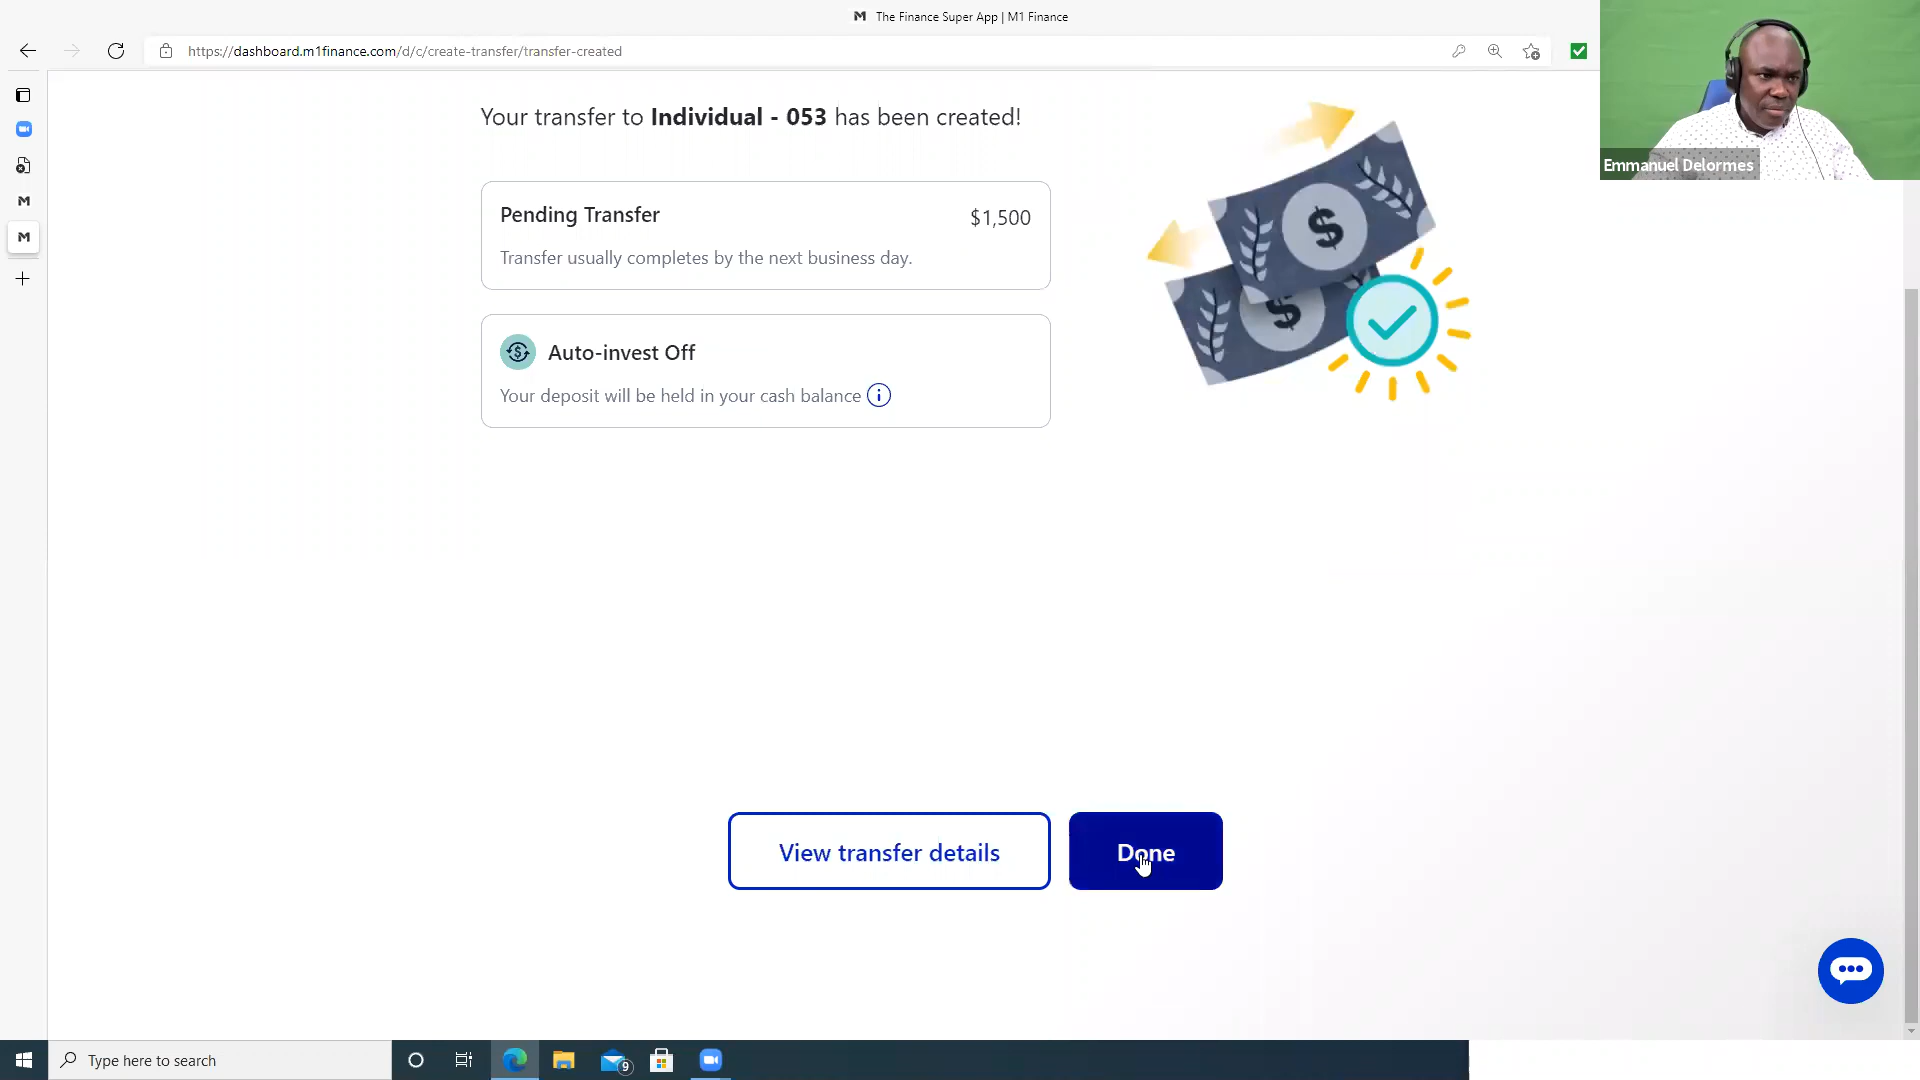 The Finance Super App | M1 Finance
https://dashboard.m1finance.com/d/c/create-transfer/transfer-created
Emmanuel Delormes
Your transfer to Individual - 053 has been created!
Pending Transfer $1,500
Transfer usually completes by the next business day.
Auto-invest Off
Your deposit will be held in your cash balance
View transfer details
Done
Type here to search
9